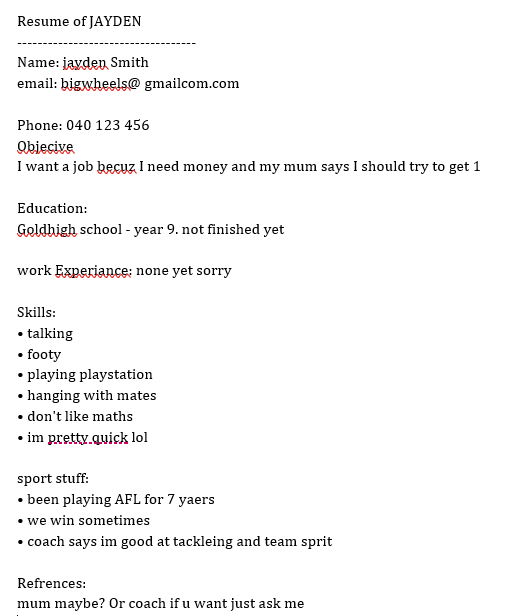 Resume of JAYDEN
-----------------------------------
Name: jayden Smith
email: bigwheels@ gmailcom.com
Phone: 040 123 456
Objecive
I want a job becuz I need money and my mum says I should try to get 1
Education:
Goldhigh school - year 9. not finished yet
work Experiance: none yet sorry
Skills:
• talking
• footy
• playing playstation
• hanging with mates
• don't like maths
• im pretty quick lol
sport stuff:
• been playing AFL for 7 yaers
• we win sometimes
• coach says im good at tackleing and team sprit
Refrences:
mum maybe? Or coach if u want just ask me